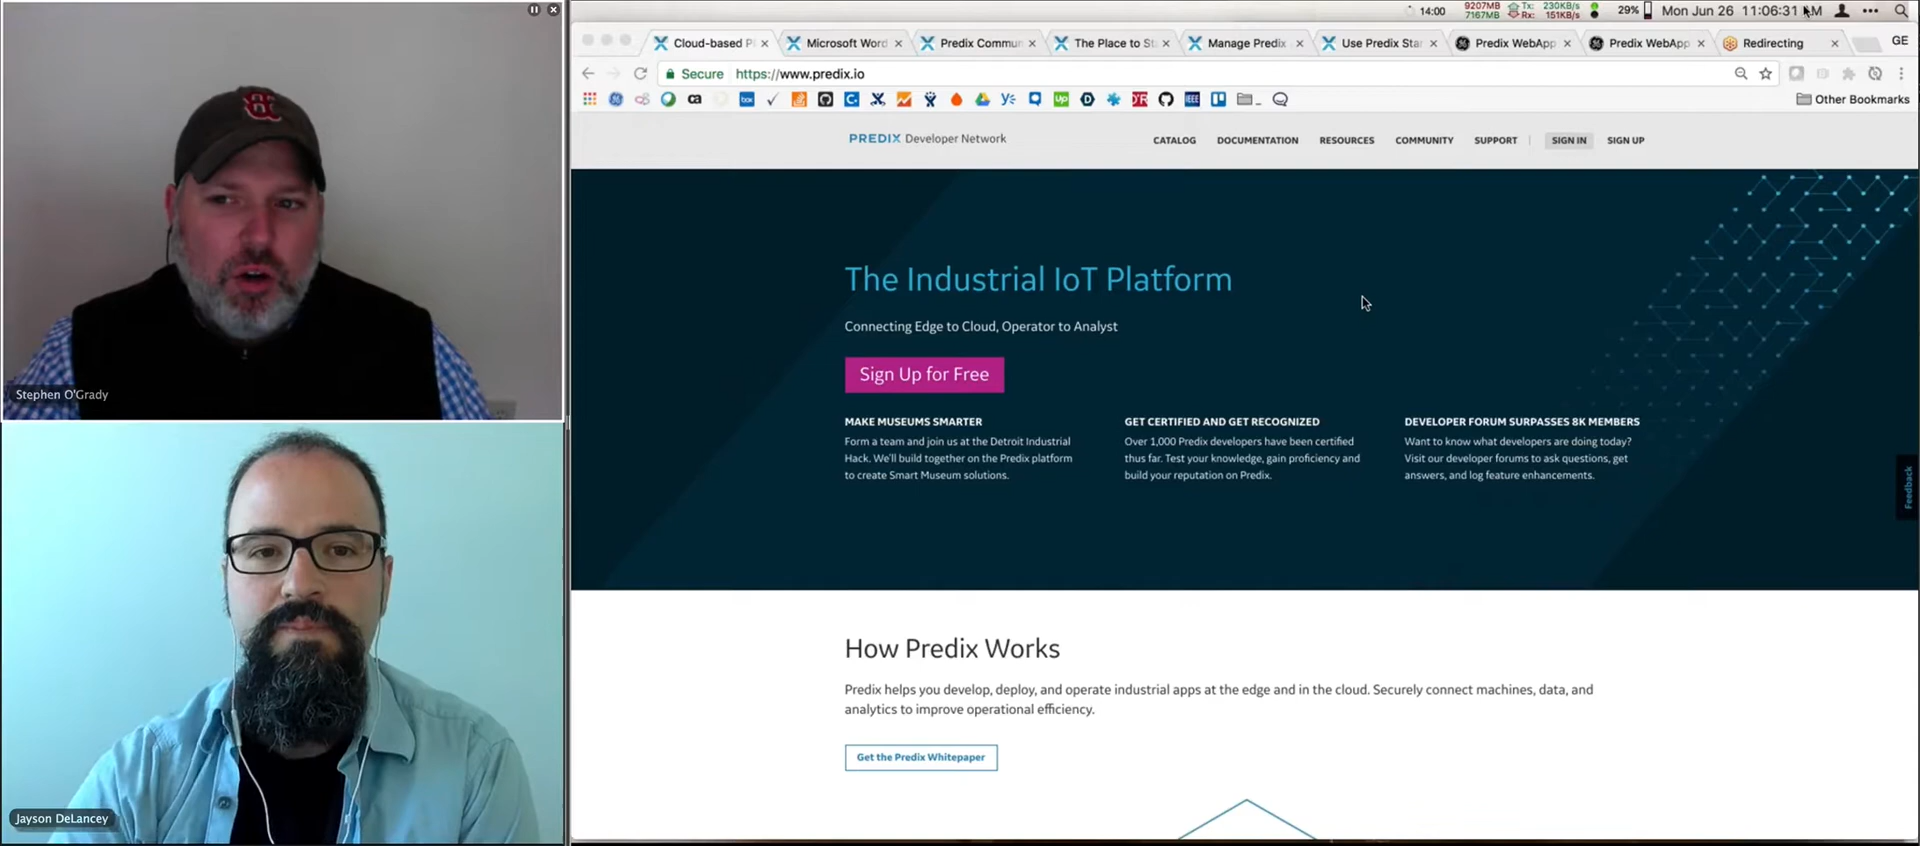 Stephen O'Grady
Jayson DeLancey
14:00
9207MB
7167MB
Tx: 230KB/s
Rx: 151KB/s
29%
Mon Jun 26 11:06:31
Cloud-based
Microsoft Word
Predix Commun
The Place to St
Manage Predix
Use Predix Star
Predix WebApp
Predix WebApp
Redirecting
GE
Secure https://www.predix.io
Other Bookmarks
PREDIX Developer Network
CATALOG DOCUMENTATION RESOURCES COMMUNITY SUPPORT SIGN IN SIGN UP
The Industrial IoT Platform
Connecting Edge to Cloud, Operator to Analyst
Sign Up for Free
MAKE MUSEUMS SMARTER
Form a team and join us at the Detroit Industrial
Hack. We'll build together on the Predix platform
to create Smart Museum solutions.
GET CERTIFIED AND GET RECOGNIZED
Over 1,000 Predix developers have been certified
thus far. Test your knowledge, gain proficiency and
build your reputation on Predix.
DEVELOPER FORUM SURPASSES 8K MEMBERS
Want to know what developers are doing today?
Visit our developer forums to ask questions, get
answers, and log feature enhancements.
Feedback
How Predix Works
Predix helps you develop, deploy, and operate industrial apps at the edge and in the cloud. Securely connect machines, data, and
analytics to improve operational efficiency.
Get the Predix Whitepaper